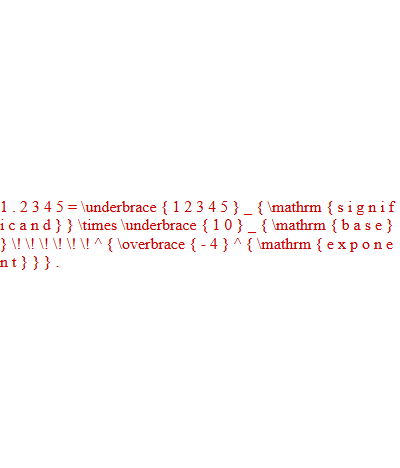 1 . 2 3 4 5 = \underbrace { 1 2 3 4 5 } _ { \mathrm { s i g n i f
i c a n d } } \times \underbrace { 1 0 } _ { \mathrm { b a s e }
} \! \! \! \! \! \! ^ { \overbrace { - 4 } ^ { \mathrm { e x p o n e
n t } } } .